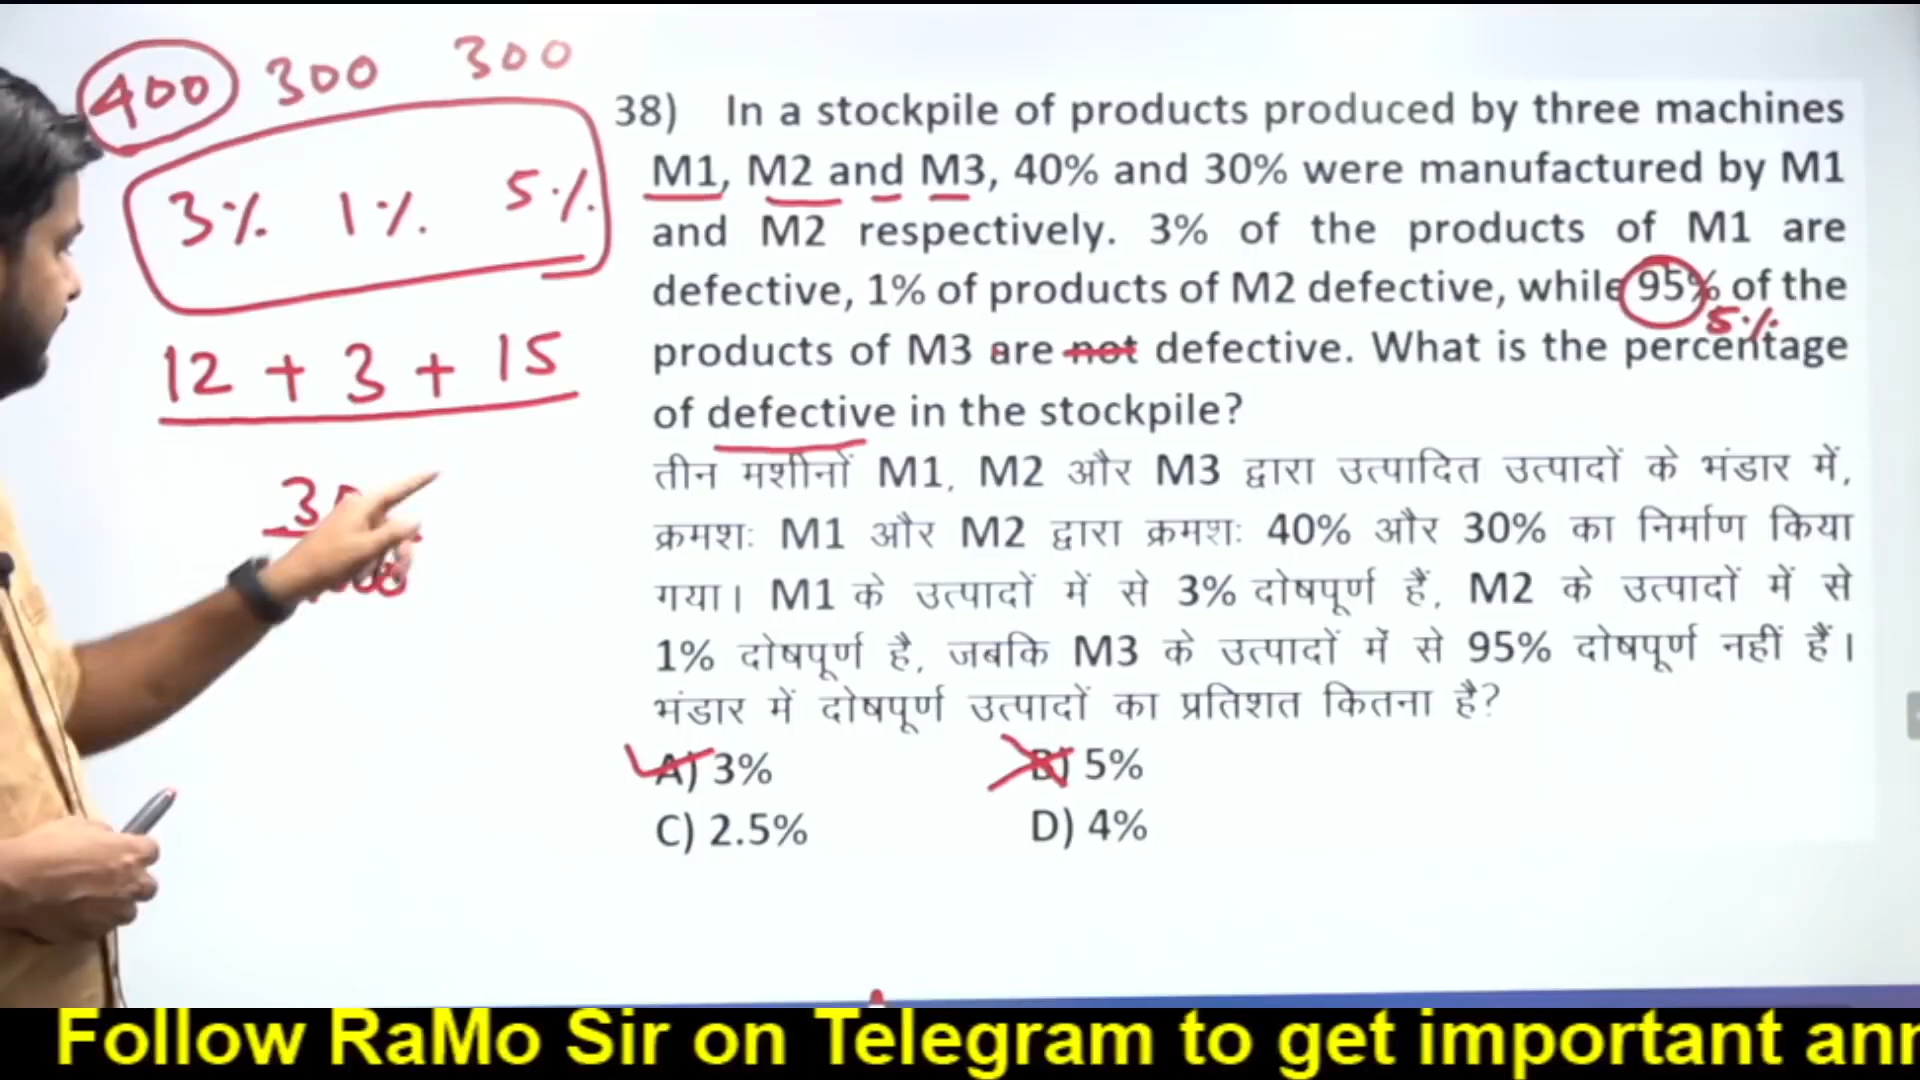 400 300 300
3% 1% 5%
12 + 3 + 15
38) In a stockpile of products produced by three machines
M1, M2 and M3, 40% and 30% were manufactured by M1
and M2 respectively. 3% of the products of M1 are
defective, 1% of products of M2 defective, while 95% of the
5%
products of M3 are not defective. What is the percentage
of defective in the stockpile?
तीन मशीनों M1, M2 और M3 द्वारा उत्पादित उत्पादों के भंडार में,
क्रमशः M1 और M2 द्वारा क्रमशः 40% और 30% का निर्माण किया
गया। M1 के उत्पादों में से 3% दोषपूर्ण हैं, M2 के उत्पादों में से
1% दोषपूर्ण है, जबकि M3 के उत्पादों में से 95% दोषपूर्ण नहीं हैं।
भंडार में दोषपूर्ण उत्पादों का प्रतिशत कितना है?
A) 3% B) 5%
C) 2.5% D) 4%
Follow RaMo Sir on Telegram to get important